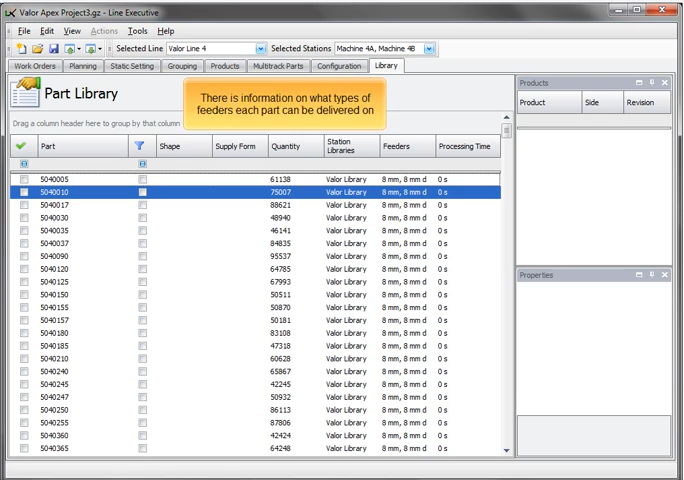 Valor Apex Project3.gz - Line Executive
File Edit View Actions Tools Help
Selected Line Valor Line 4 Selected Stations Machine 4A, Machine 4B
Work Orders Planning Static Setting Grouping Products Multitrack Parts Configuration Library
Part Library
There is information on what types of
feeders each part can be delivered on
Drag a column header here to group by that column
Part Shape Supply Form Quantity Station Libraries Feeders Processing Time
5040005 61138 Valor Library 8 mm, 8 mm d 0 s
5040010 75007 Valor Library 8 mm, 8 mm d 0 s
5040017 88621 Valor Library 8 mm, 8 mm d 0 s
5040030 48940 Valor Library 8 mm, 8 mm d 0 s
5040035 46141 Valor Library 8 mm, 8 mm d 0 s
5040037 84835 Valor Library 8 mm, 8 mm d 0 s
5040090 95537 Valor Library 8 mm, 8 mm d 0 s
5040120 64785 Valor Library 8 mm, 8 mm d 0 s
5040125 67993 Valor Library 8 mm, 8 mm d 0 s
5040150 50511 Valor Library 8 mm, 8 mm d 0 s
5040155 50870 Valor Library 8 mm, 8 mm d 0 s
5040157 50181 Valor Library 8 mm, 8 mm d 0 s
5040180 83108 Valor Library 8 mm, 8 mm d 0 s
5040185 47318 Valor Library 8 mm, 8 mm d 0 s
5040210 60628 Valor Library 8 mm, 8 mm d 0 s
5040240 65867 Valor Library 8 mm, 8 mm d 0 s
5040245 42245 Valor Library 8 mm, 8 mm d 0 s
5040247 50932 Valor Library 8 mm, 8 mm d 0 s
5040250 86113 Valor Library 8 mm, 8 mm d 0 s
5040255 87806 Valor Library 8 mm, 8 mm d 0 s
5040360 42424 Valor Library 8 mm, 8 mm d 0 s
5040365 64248 Valor Library 8 mm, 8 mm d 0 s
Products
Product Side Revision
Properties